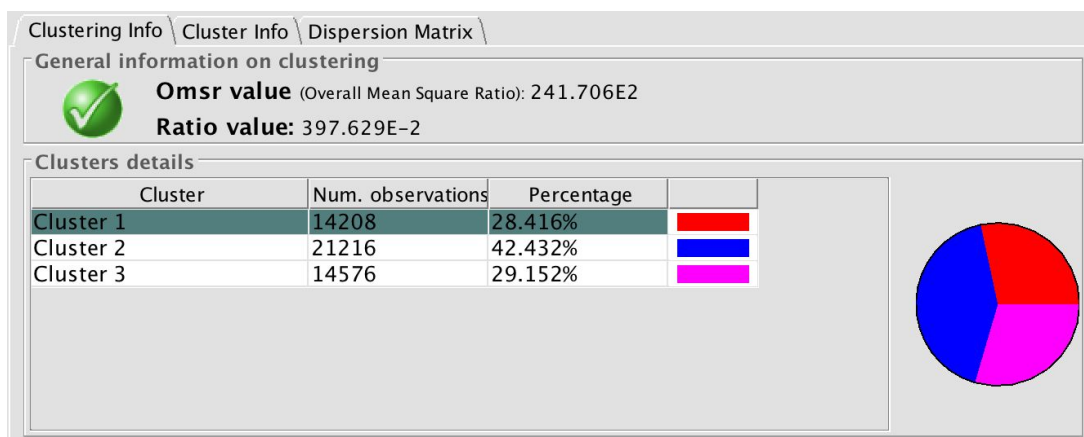 Clustering Info Cluster Info Dispersion Matrix
General information on clustering
Omsr value (Overall Mean Square Ratio): 241.706E2
Ratio value: 397.629E-2
Clusters details
Cluster Num. observations Percentage
Cluster 1 14208 28.416%
Cluster 2 21216 42.432%
Cluster 3 14576 29.152%